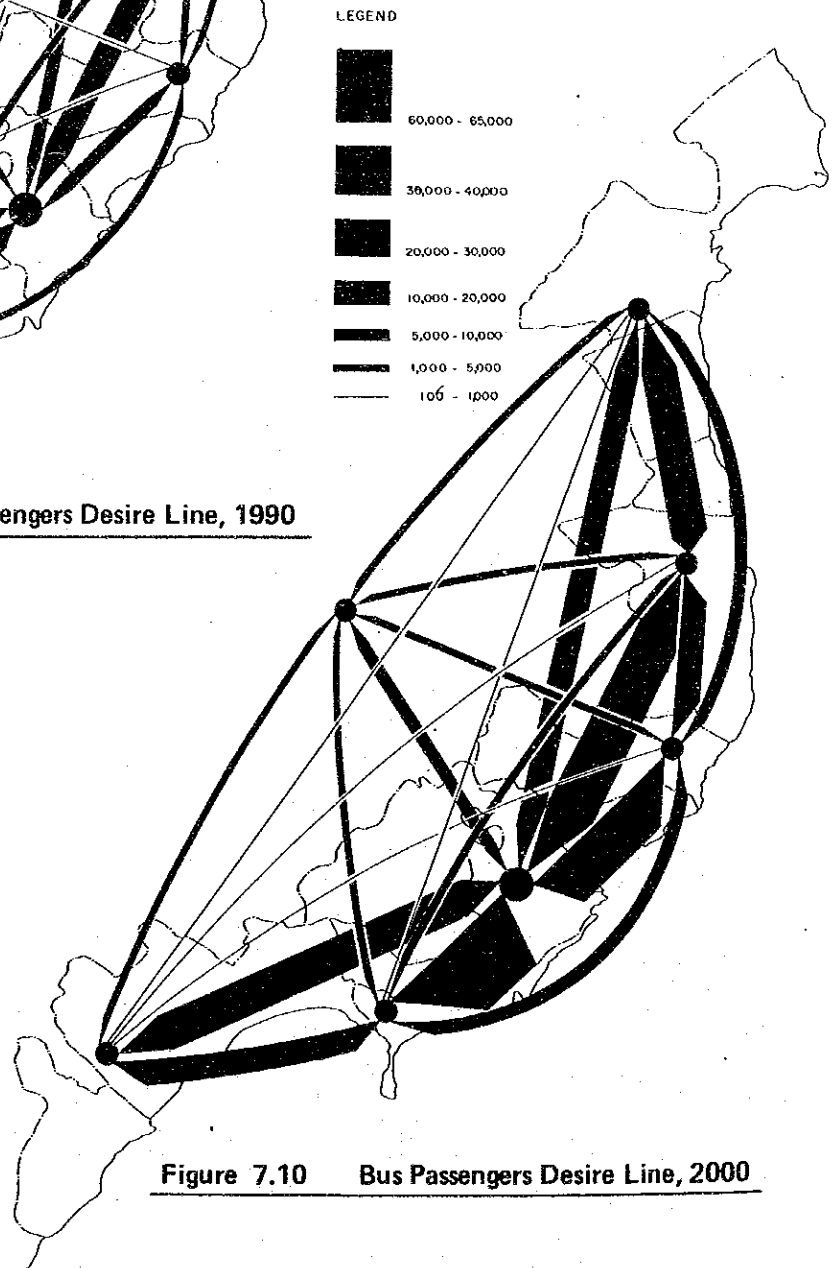 LEGEND
60,000 - 65,000
30,000 - 40,000
20,000 - 30,000
10,000 - 20,000
5,000 - 10,000
1,000 - 5,000
100 - 1,000
engers Desire Line, 1990
Figure 7.10 Bus Passengers Desire Line, 2000